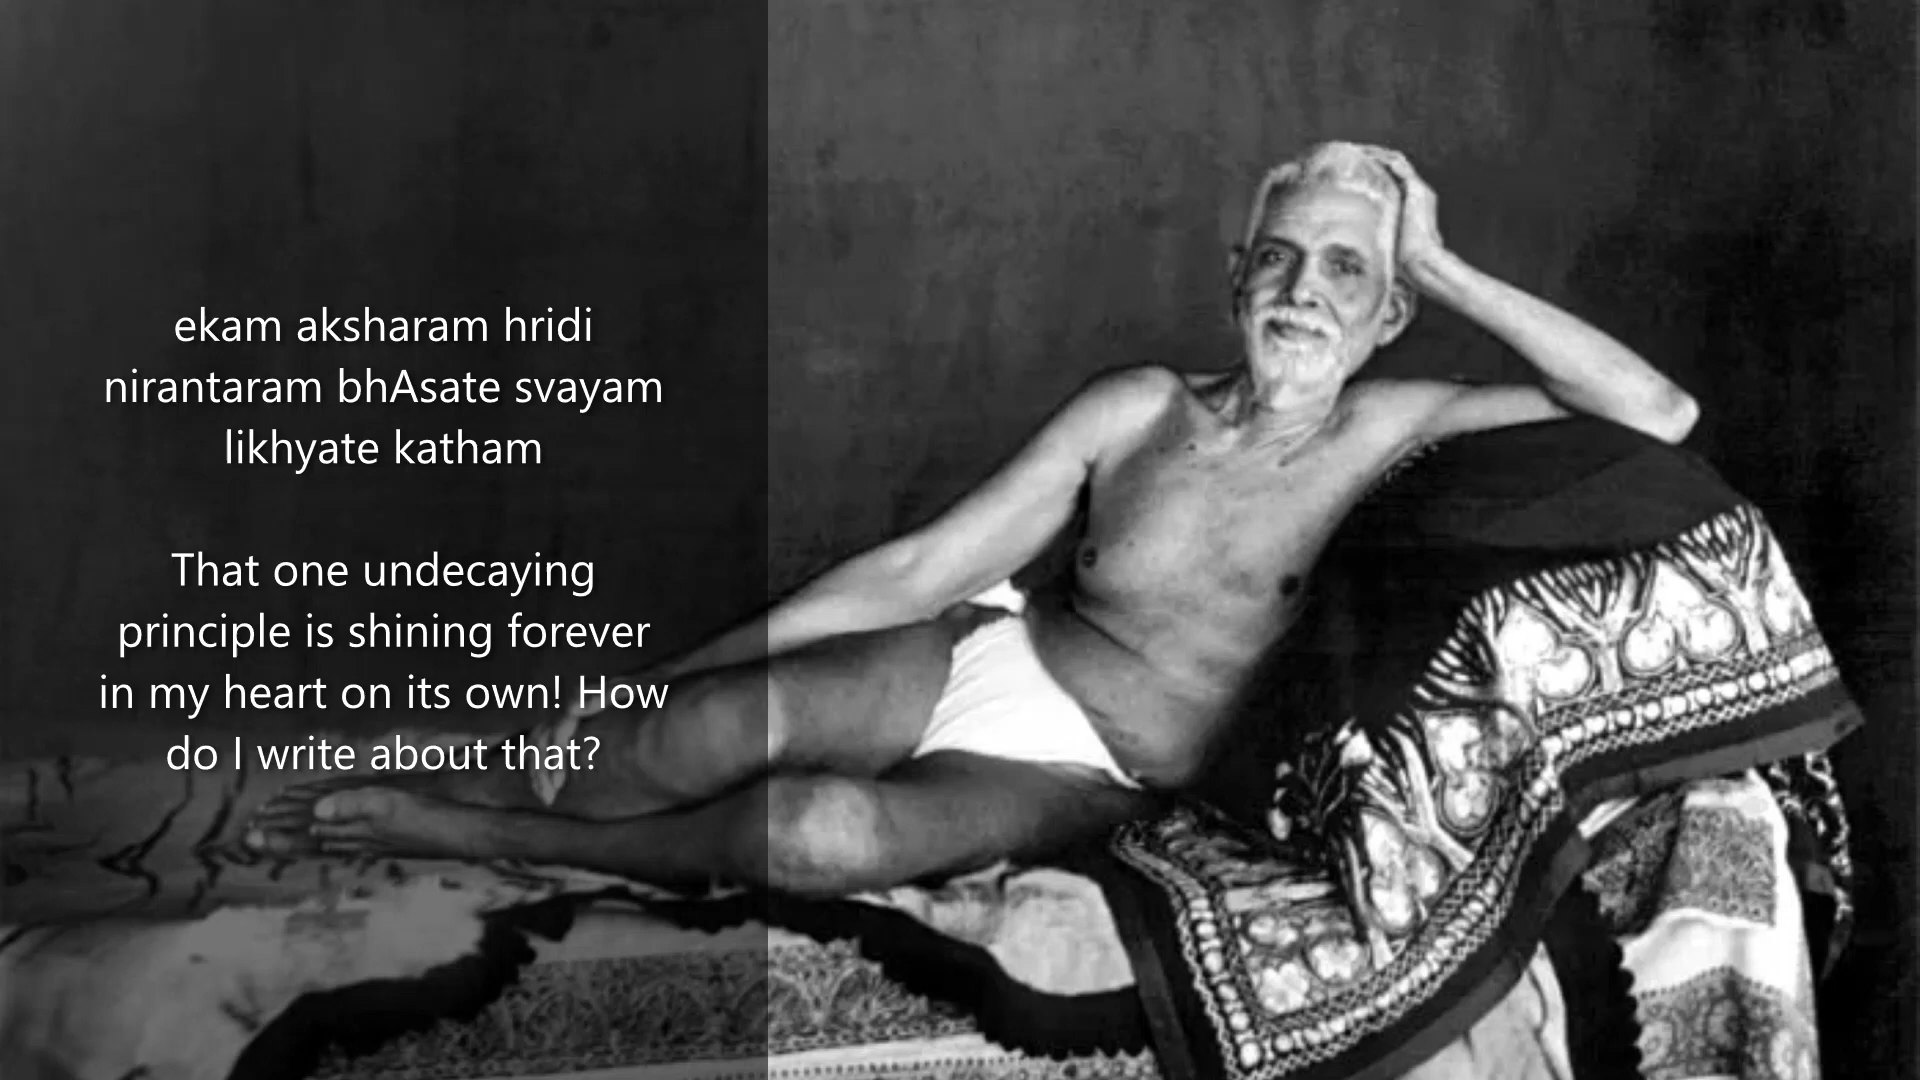 ekam aksharam hridi
nirantaram bhAsate svayam
likhyate katham
That one undecaying
principle is shining forever
in my heart on its own! How
do I write about that?